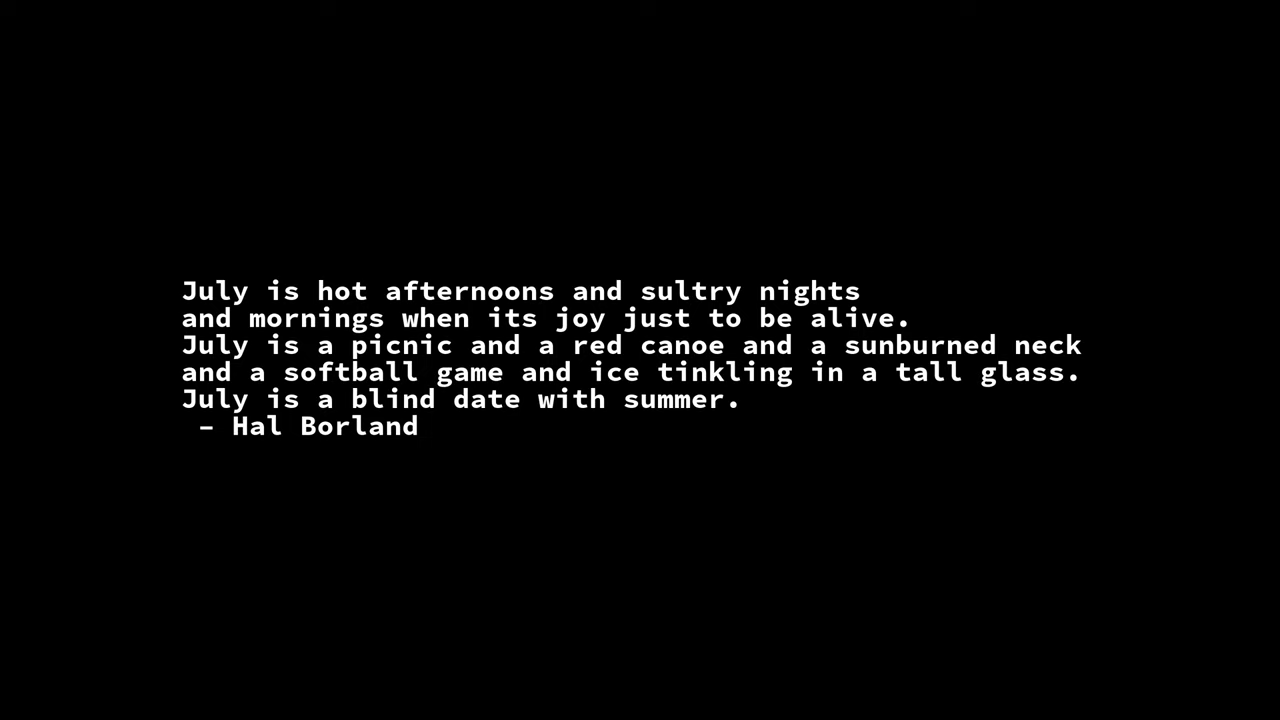 July is hot afternoons and sultry nights
and mornings when its joy just to be alive.
July is a picnic and a red canoe and a sunburned neck
and a softball game and ice tinkling in a tall glass.
July is a blind date with summer.
– Hal Borland